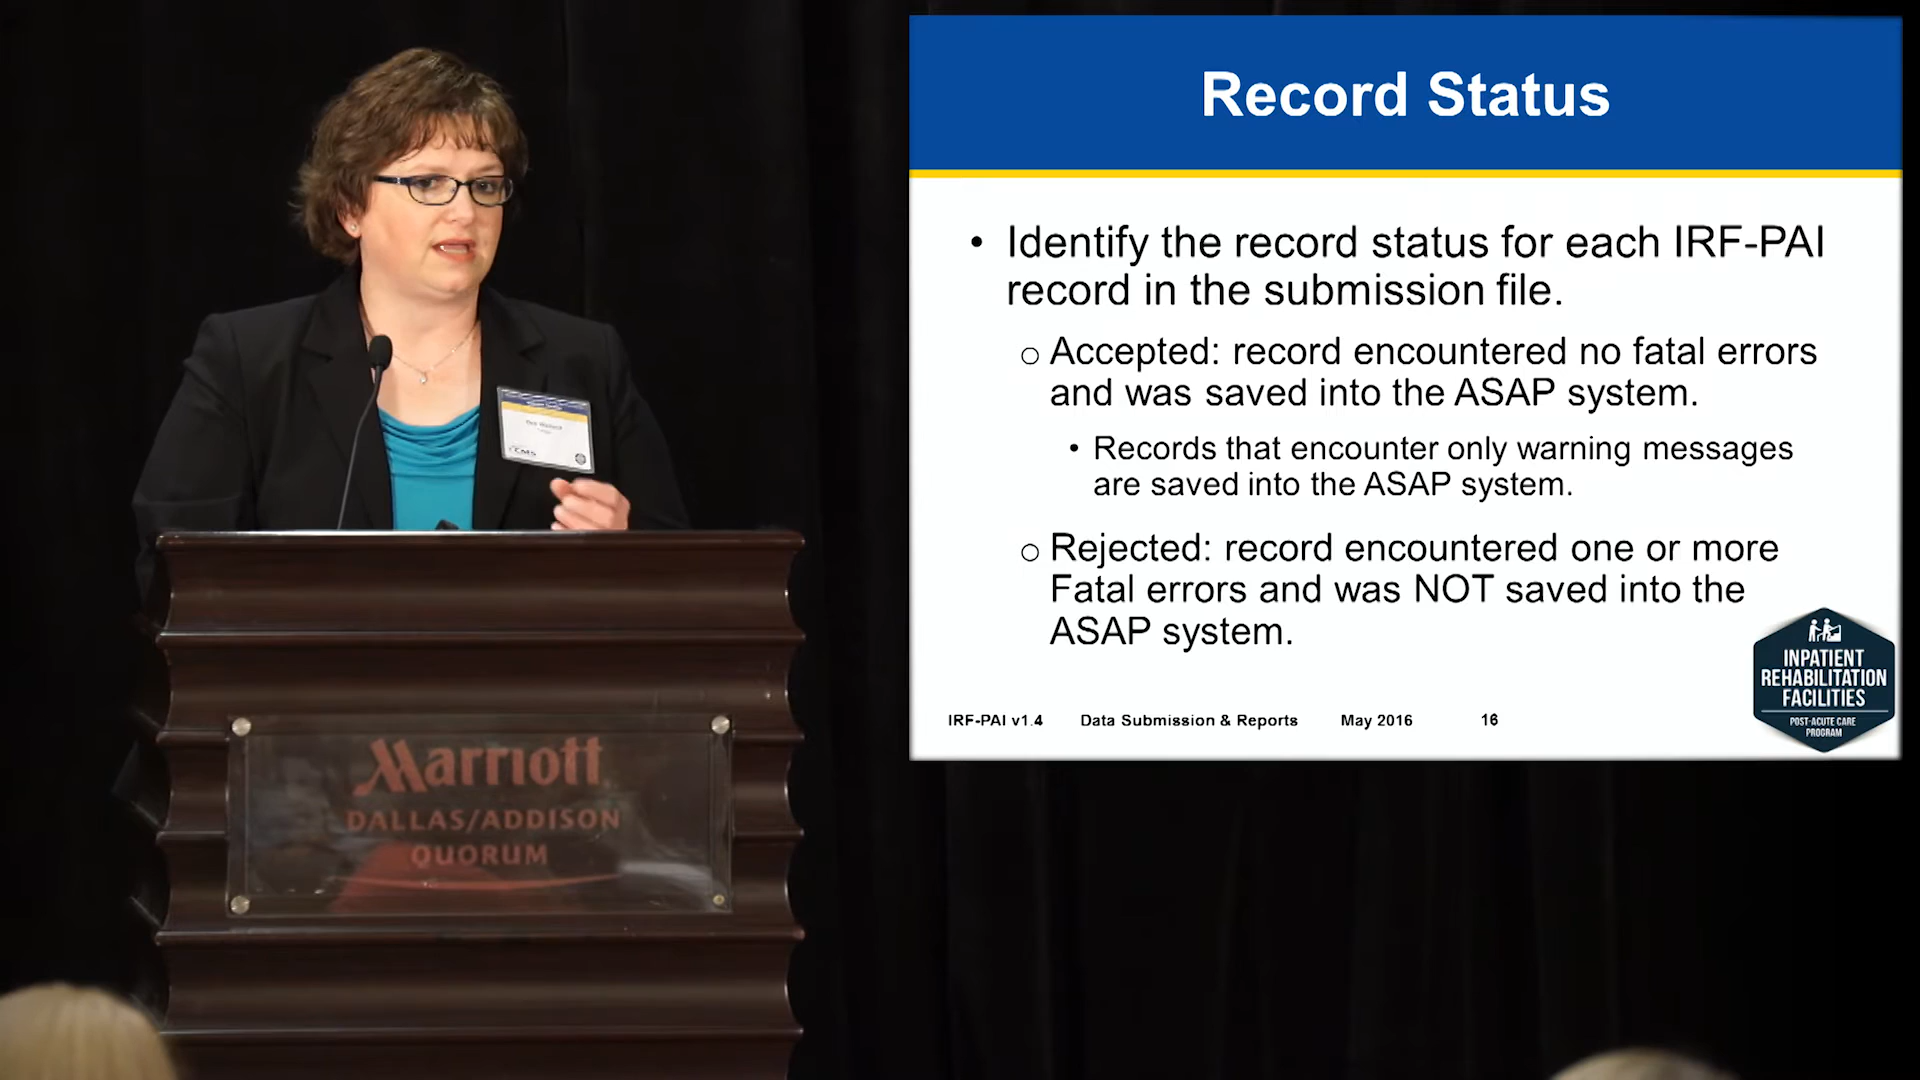 Record Status
• Identify the record status for each IRF-PAI
record in the submission file.
o Accepted: record encountered no fatal errors
and was saved into the ASAP system.
• Records that encounter only warning messages
are saved into the ASAP system.
o Rejected: record encountered one or more
Fatal errors and was NOT saved into the
ASAP system.
INPATIENT
REHABILITATION
FACILITIES
POST-ACUTE CARE
PROGRAM
IRF-PAI v1.4 Data Submission & Reports May 2016 16
CMS
Marriott
DALLAS/ADDISON
QUORUM